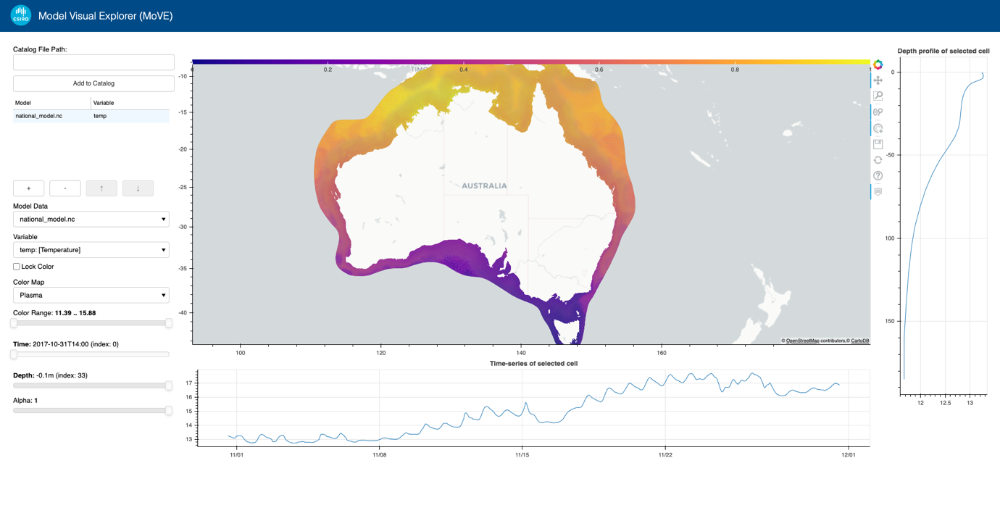 CSIRO
Model Visual Explorer (MoVE)
Catalog File Path:
Add to Catalog
Model Variable
national_model.nc temp
+ - ↑ ↓
Model Data
national_model.nc
Variable
temp: [Temperature]
Lock Color
Color Map
Plasma
Color Range: 11.39 .. 15.88
Time: 2017-10-31T14:00 (index: 0)
Depth: -0.1m (index: 33)
Alpha: 1
0 0.2 0.4 0.6 0.8 1
-10
-15
-20
-25
-30
-35
-40
AUSTRALIA
© OpenStreetMap contributors,© CartoDB
100 120 140 160
Time-series of selected cell
17
16
15
14
13
11/01 11/08 11/15 11/22 12/01
Depth profile of selected cell
0
-50
100
150
12 12.5 13